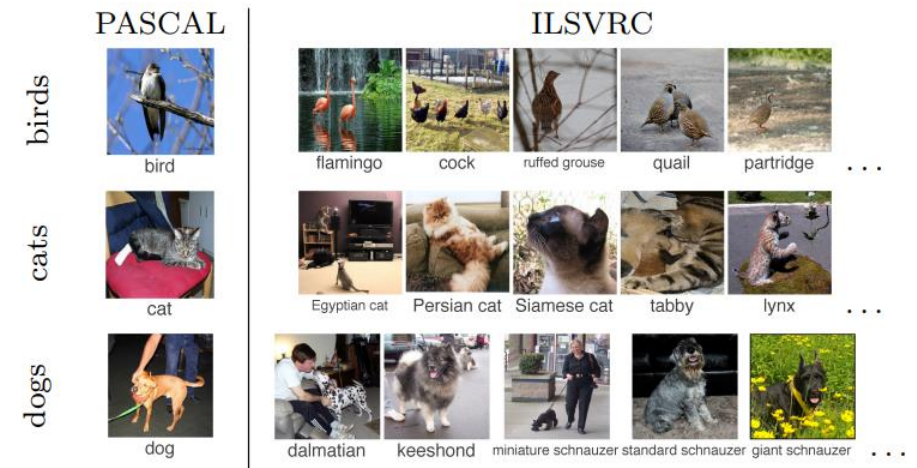 PASCAL ILSVRC
birds
bird flamingo cock ruffed grouse quail partridge ...
cats
cat Egyptian cat Persian cat Siamese cat tabby lynx ...
dogs
dog dalmatian keeshond miniature schnauzer standard schnauzer giant schnauzer ...